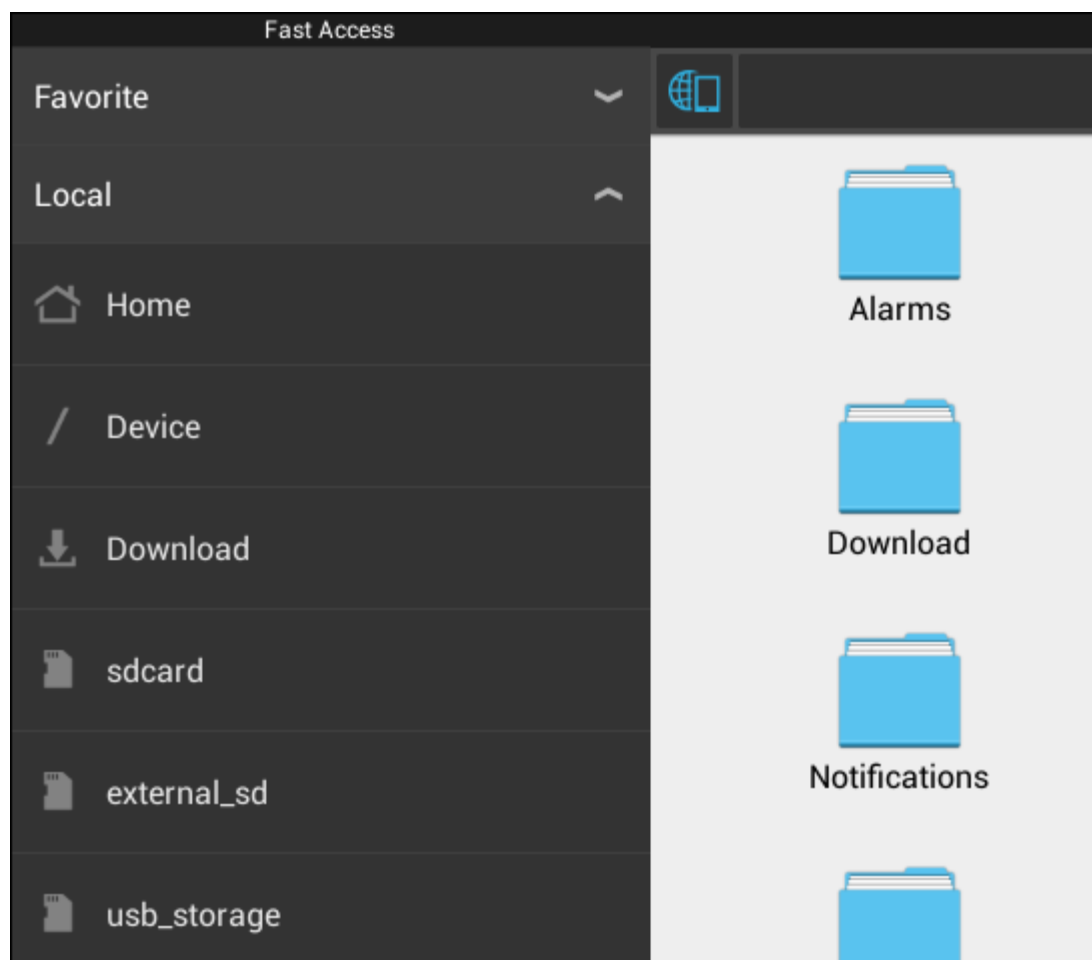 Fast Access
Favorite
Local
Home
Device
Download
sdcard
external_sd
usb_storage
Alarms
Download
Notifications